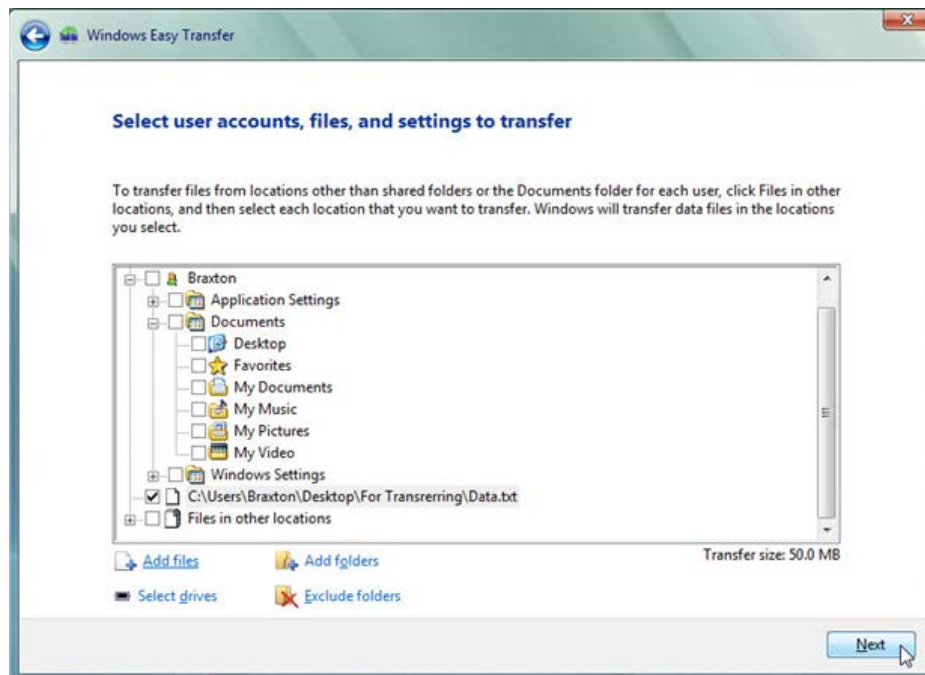 Windows Easy Transfer
Select user accounts, files, and settings to transfer
To transfer files from locations other than shared folders or the Documents folder for each user, click Files in other
locations, and then select each location that you want to transfer. Windows will transfer data files in the locations
you select.
Braxton
Application Settings
Documents
Desktop
Favorites
My Documents
My Music
My Pictures
My Video
Windows Settings
C:\Users\Braxton\Desktop\For Transrerring\Data.txt
Files in other locations
Add files Add folders Transfer size: 50.0 MB
Select drives Exclude folders
Next